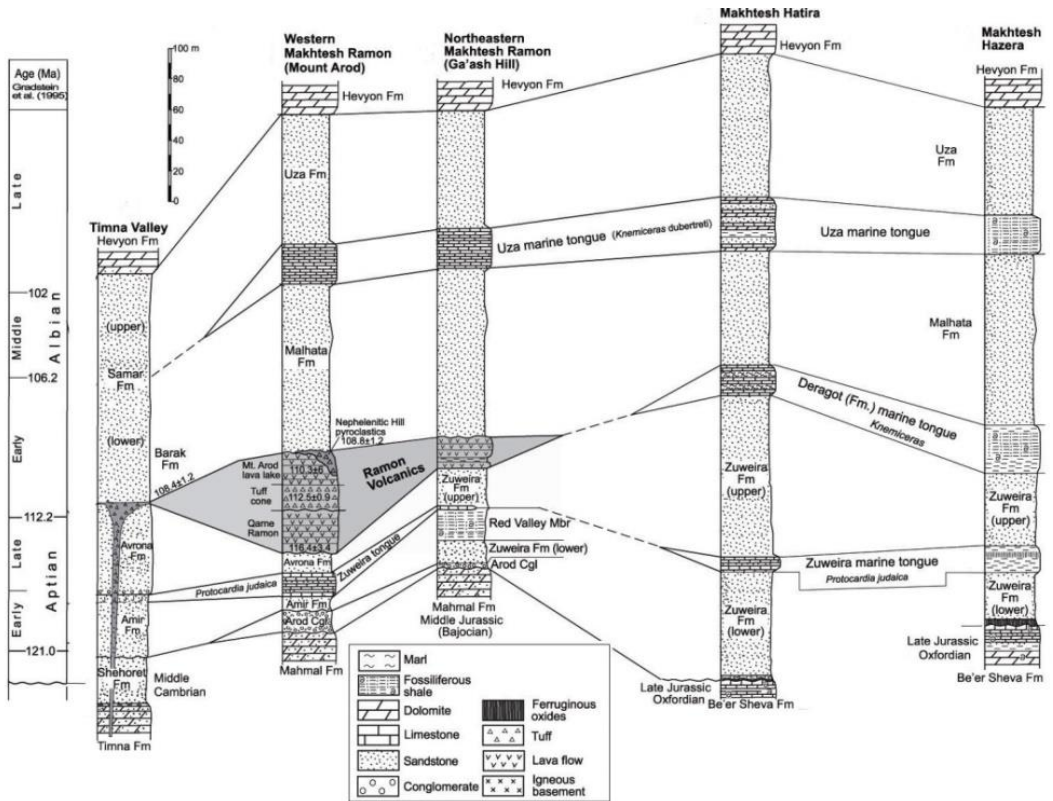 Age (Ma)
Gradstein
et al. (1995)
Late
Middle
Early
Late
Early
Albian
Aptian
102
106.2
112.2
121.0
100 m
80
60
40
20
0
Timna Valley
Hevyon Fm
(upper)
Samar
Fm
(lower)
Barak
Fm
108.4±1.2
Avrona
Fm
Amir
Fm
Shehoret
Fm
Middle
Cambrian
Timna Fm
Western
Makhtesh Ramon
(Mount Arod)
Hevyon Fm
Uza Fm
Malhata
Fm
Nephelenitic Hill
pyroclastics
108.8±1.2
Mt. Arod
lava lake
110.3±6
Tuff
cone
112.5±0.9
Qarne
Ramon
Avrona Fm
Amir Fm
Arod Cgl
Mahmal Fm
Ramon
Volcanics
Protocardia judaica
Zuweira tongue
Northeastern
Makhtesh Ramon
(Ga'ash Hill)
Hevyon Fm
Uza marine tongue (Knemiceras dubertreti)
Zuweira
Fm
(upper)
Red Valley Mbr
Zuweira Fm (lower)
Arod Cgl
Mahmal Fm
Middle Jurassic
(Bajocian)
Makhtesh Hatira
Hevyon Fm
Zuweira
Fm
(upper)
Zuweira
Fm
(lower)
Late Jurassic
Oxfordian
Be'er Sheva Fm
Makhtesh
Hazera
Hevyon Fm
Uza
Fm
Uza marine tongue
Malhata
Fm
Deragot (Fm.) marine tongue
Knemiceras
Zuweira
Fm
(upper)
Zuweira marine tongue
Protocardia judaica
Zuweira
Fm
(lower)
Late Jurassic
Oxfordian
Be'er Sheva Fm
Marl
Fossiliferous
shale
Dolomite
Limestone
Sandstone
Conglomerate
Ferruginous
oxides
Tuff
Lava flow
Igneous
basement